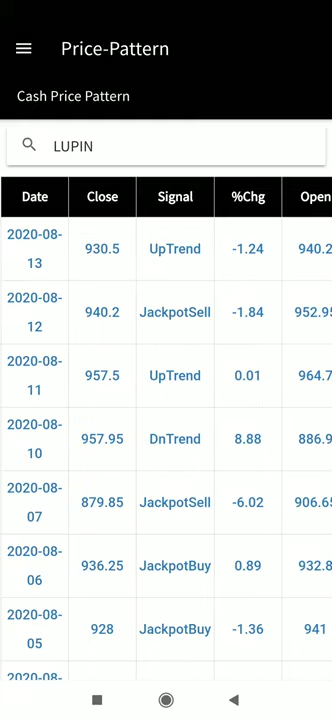 Price-Pattern
Cash Price Pattern
LUPIN
Date Close Signal %Chg Open
2020-08-13 930.5 UpTrend -1.24 940.2
2020-08-12 940.2 JackpotSell -1.84 952.95
2020-08-11 957.5 UpTrend 0.01 964.7
2020-08-10 957.95 DnTrend 8.88 886.9
2020-08-07 879.85 JackpotSell -6.02 906.65
2020-08-06 936.25 JackpotBuy 0.89 932.8
2020-08-05 928 JackpotBuy -1.36 941
2020-08-